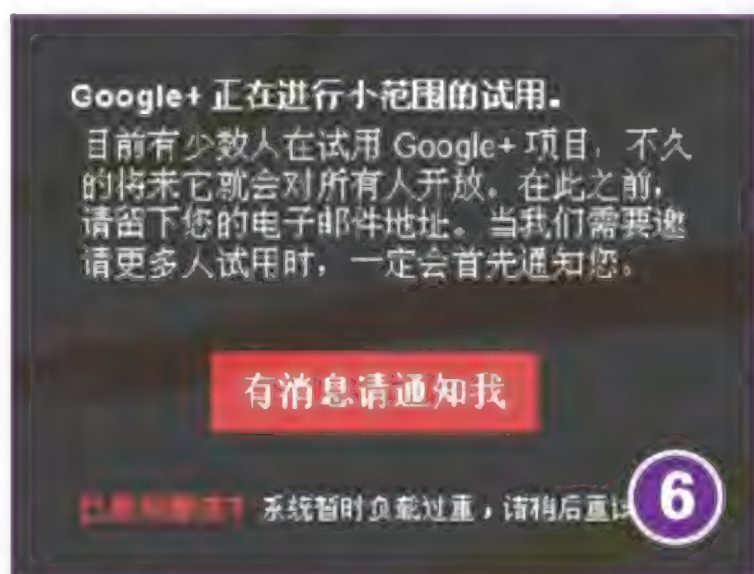 Google+ 正在进行小范围的试用。
目前有少数人在试用 Google+ 项目，不久
的将来它就会对所有人开放。在此之前，
请留下您的电子邮件地址。当我们需要邀
请更多人试用时，一定会首先通知您。
有消息请通知我
系统暂时负载过重，请稍后重试
6